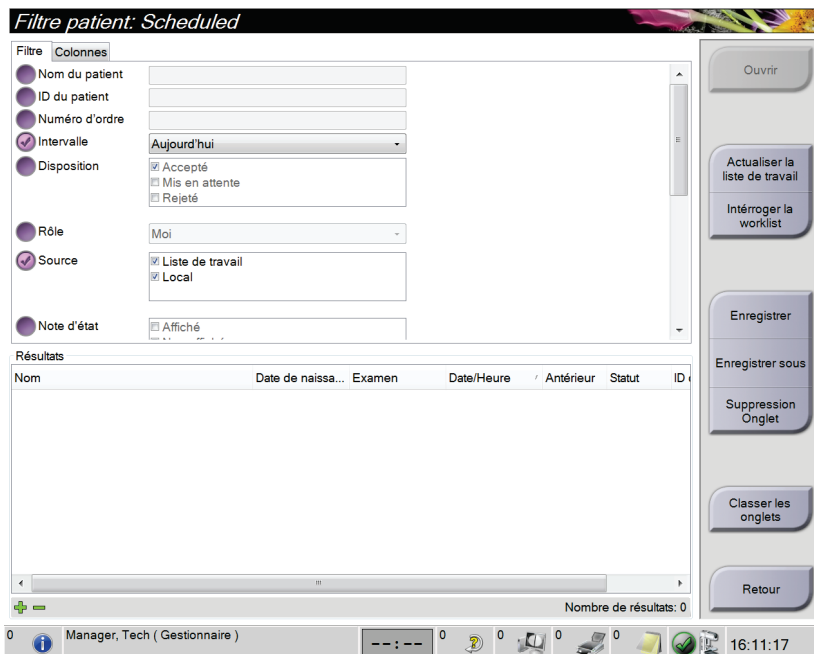 Filtre patient: Scheduled
Filtre Colonnes
Nom du patient
ID du patient
Numéro d'ordre
Intervalle Aujourd'hui
Disposition Accepté
Mis en attente
Rejeté
Rôle Moi
Source Liste de travail
Local
Note d'état Affiché
Résultats
Nom Date de naissa... Examen Date/Heure Antérieur Statut ID
Nombre de résultats: 0
Ouvrir
Actualiser la
liste de travail
Intérroger la
worklist
Enregistrer
Enregistrer sous
Suppression
Onglet
Classer les
onglets
Retour
0 Manager, Tech ( Gestionnaire ) --:-- 0 0 0 0 16:11:17